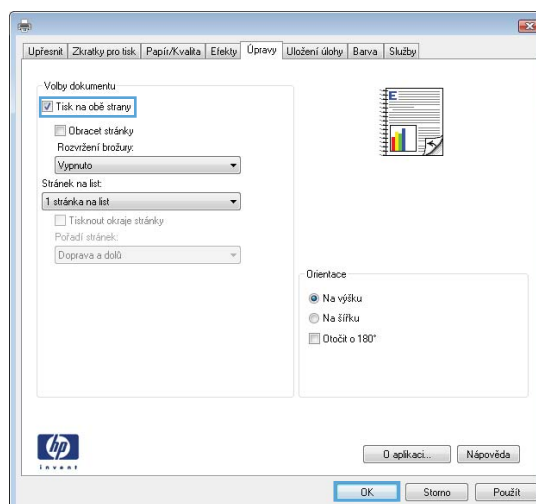 Upřesnit Zkratky pro tisk Papír/Kvalita Efekty Úpravy Uložení úlohy Barva Služby
Volby dokumentu
Tisk na obě strany
Obracet stránky
Rozvržení brožury:
Vypnuto
Stránek na list:
1 stránka na list
Tisknout okraje stránky
Pořadí stránek:
Doprava a dolů
E
Orientace
Na výšku
Na šířku
Otočit o 180°
hp
invent
O aplikaci... Nápověda
OK Storno Použít